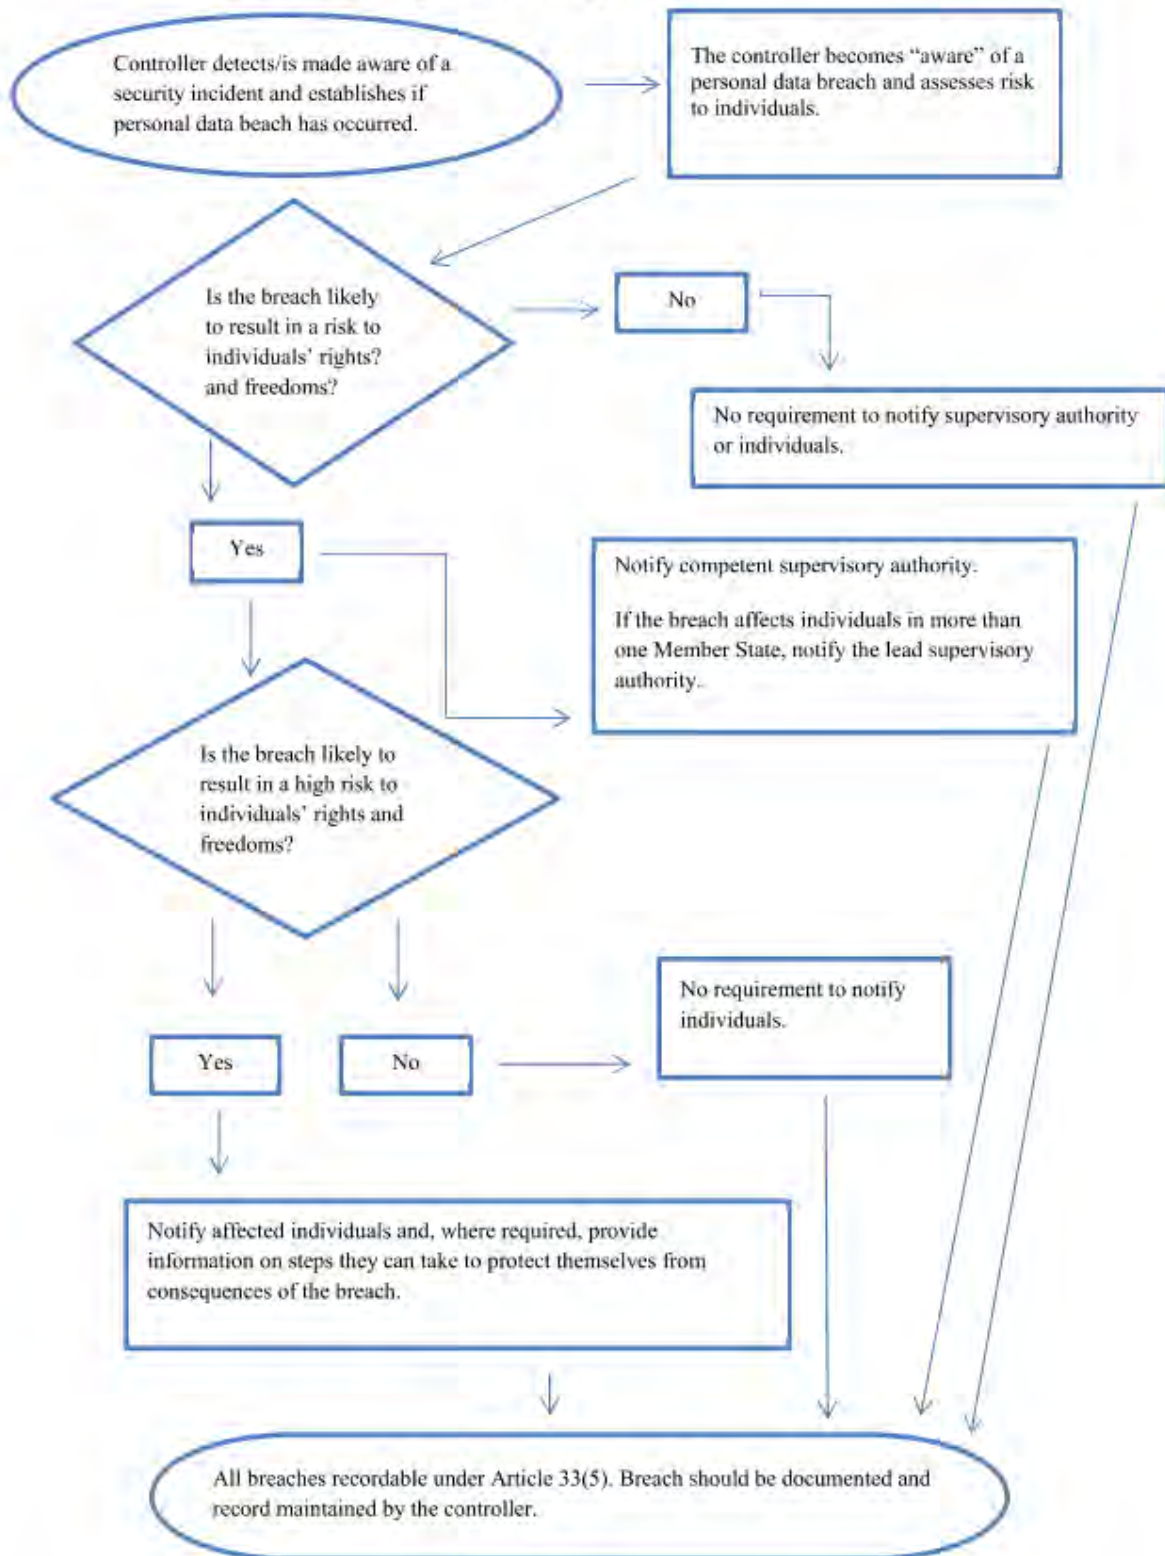 Controller detects/is made aware of a
security incident and establishes if
personal data beach has occurred.
The controller becomes “aware” of a
personal data breach and assesses risk
to individuals.
Is the breach likely
to result in a risk to
individuals’ rights?
and freedoms?
No
No requirement to notify supervisory authority
or individuals.
Yes
Notify competent supervisory authority.
If the breach affects individuals in more than
one Member State, notify the lead supervisory
authority.
Is the breach likely to
result in a high risk to
individuals’ rights and
freedoms?
No requirement to notify
individuals.
Yes
No
Notify affected individuals and, where required, provide
information on steps they can take to protect themselves from
consequences of the breach.
All breaches recordable under Article 33(5). Breach should be documented and
record maintained by the controller.